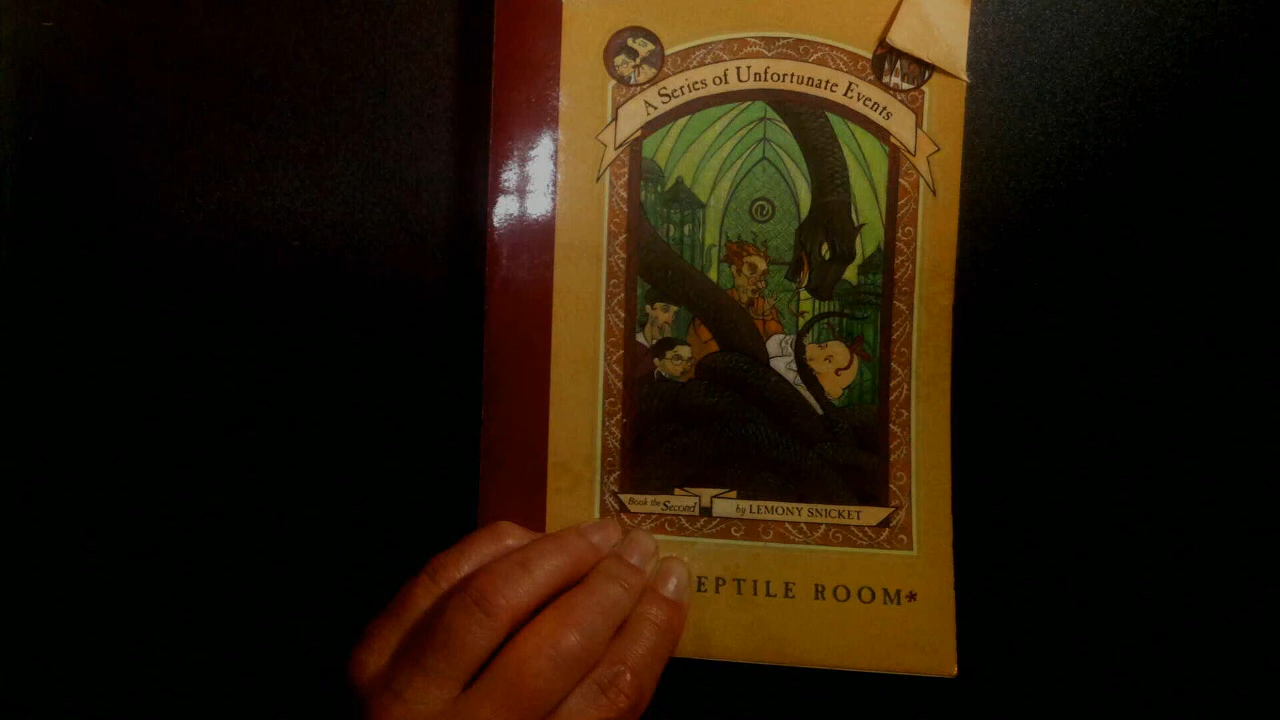 A Series of Unfortunate Events
Book the Second
by LEMONY SNICKET
EPTILE ROOM*